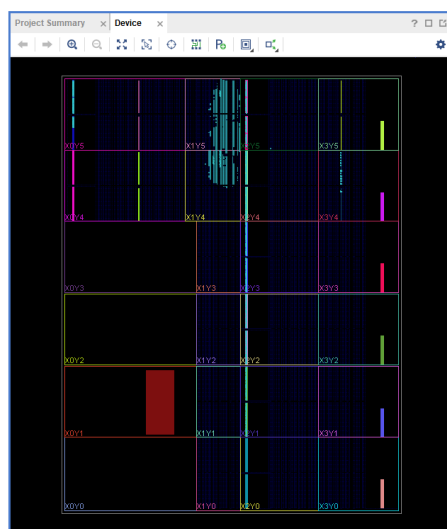 Project Summary × Device ×
X0Y5 X1Y5 X2Y5 X3Y5
X0Y4 X1Y4 X2Y4 X3Y4
X0Y3 X1Y3 X2Y3 X3Y3
X0Y2 X1Y2 X2Y2 X3Y2
X0Y1 X1Y1 X2Y1 X3Y1
X0Y0 X1Y0 X2Y0 X3Y0